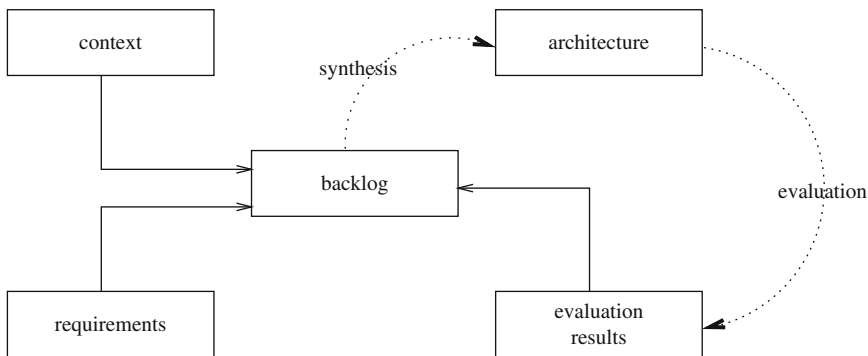 context
architecture
synthesis
backlog
evaluation
requirements
evaluation
results